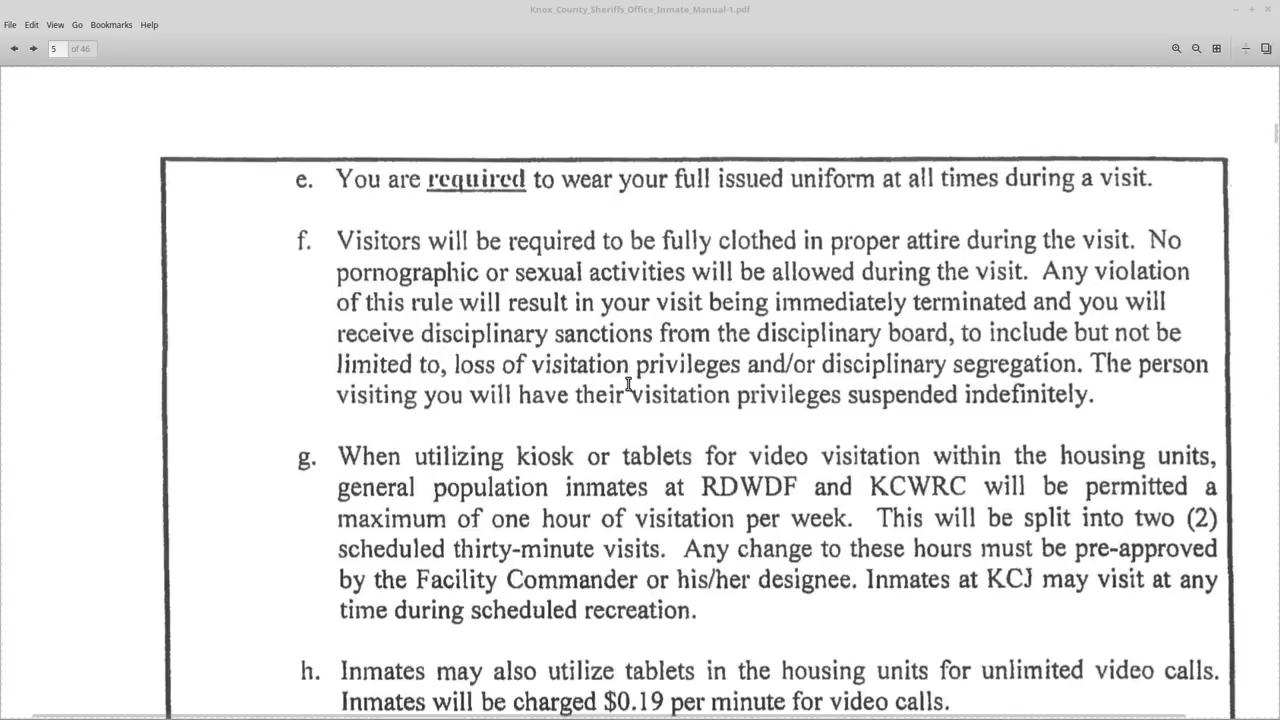 Knox_County_Sheriffs_Office_Inmate_Manual-1.pdf
File Edit View Go Bookmarks Help
5 of 46
e. You are required to wear your full issued uniform at all times during a visit.
f. Visitors will be required to be fully clothed in proper attire during the visit. No
pornographic or sexual activities will be allowed during the visit. Any violation
of this rule will result in your visit being immediately terminated and you will
receive disciplinary sanctions from the disciplinary board, to include but not be
limited to, loss of visitation privileges and/or disciplinary segregation. The person
visiting you will have their visitation privileges suspended indefinitely.
g. When utilizing kiosk or tablets for video visitation within the housing units,
general population inmates at RDWDF and KCWRC will be permitted a
maximum of one hour of visitation per week. This will be split into two (2)
scheduled thirty-minute visits. Any change to these hours must be pre-approved
by the Facility Commander or his/her designee. Inmates at KCJ may visit at any
time during scheduled recreation.
h. Inmates may also utilize tablets in the housing units for unlimited video calls.
Inmates will be charged $0.19 per minute for video calls.